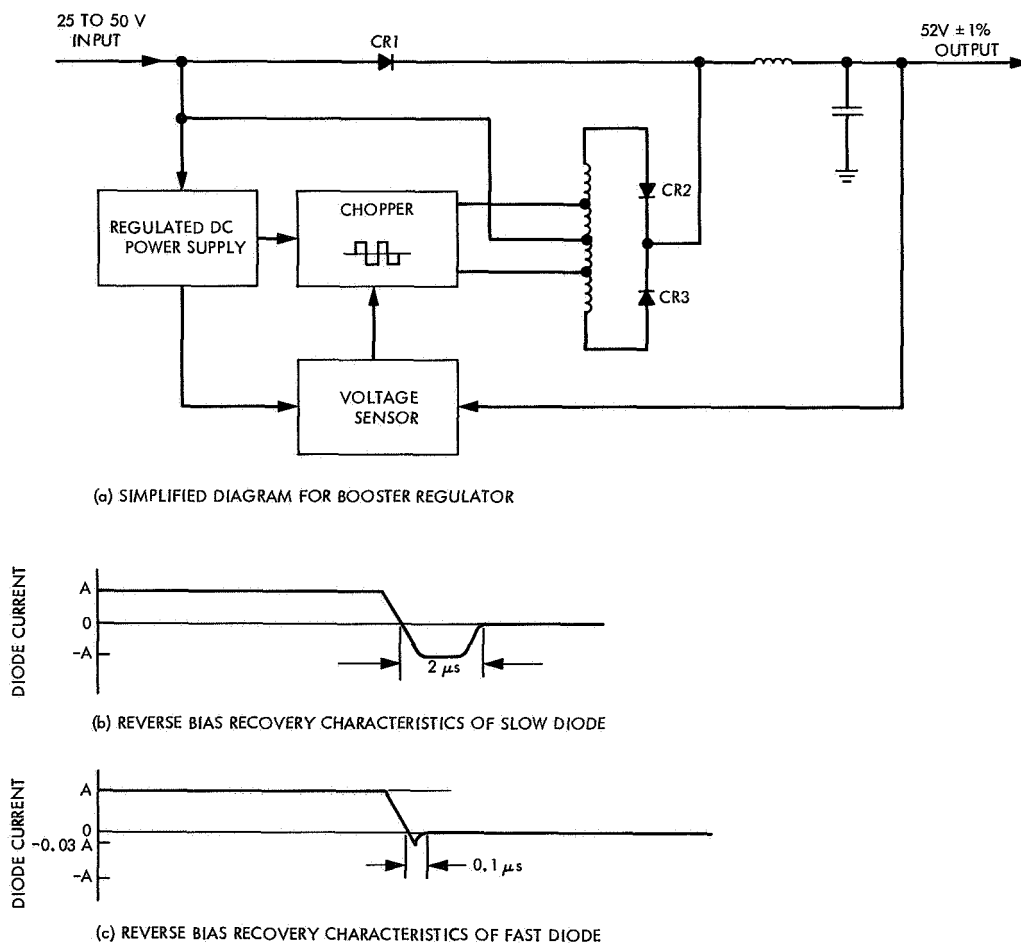 25 TO 50 V
INPUT
CR1
52V ± 1%
OUTPUT
REGULATED DC
POWER SUPPLY
CHOPPER
CR2
CR3
VOLTAGE
SENSOR
(a) SIMPLIFIED DIAGRAM FOR BOOSTER REGULATOR
DIODE CURRENT
A
0
-A
2 μs
(b) REVERSE BIAS RECOVERY CHARACTERISTICS OF SLOW DIODE
DIODE CURRENT
A
0
-0.03 A
-A
0.1 μs
(c) REVERSE BIAS RECOVERY CHARACTERISTICS OF FAST DIODE